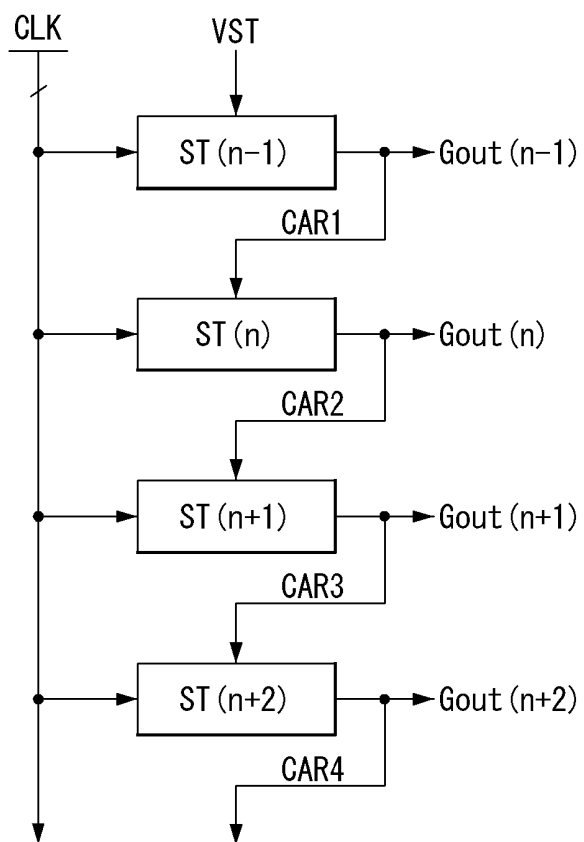 CLK
VST
ST(n-1)
Gout(n-1)
CAR1
ST(n)
Gout(n)
CAR2
ST(n+1)
Gout(n+1)
CAR3
ST(n+2)
Gout(n+2)
CAR4